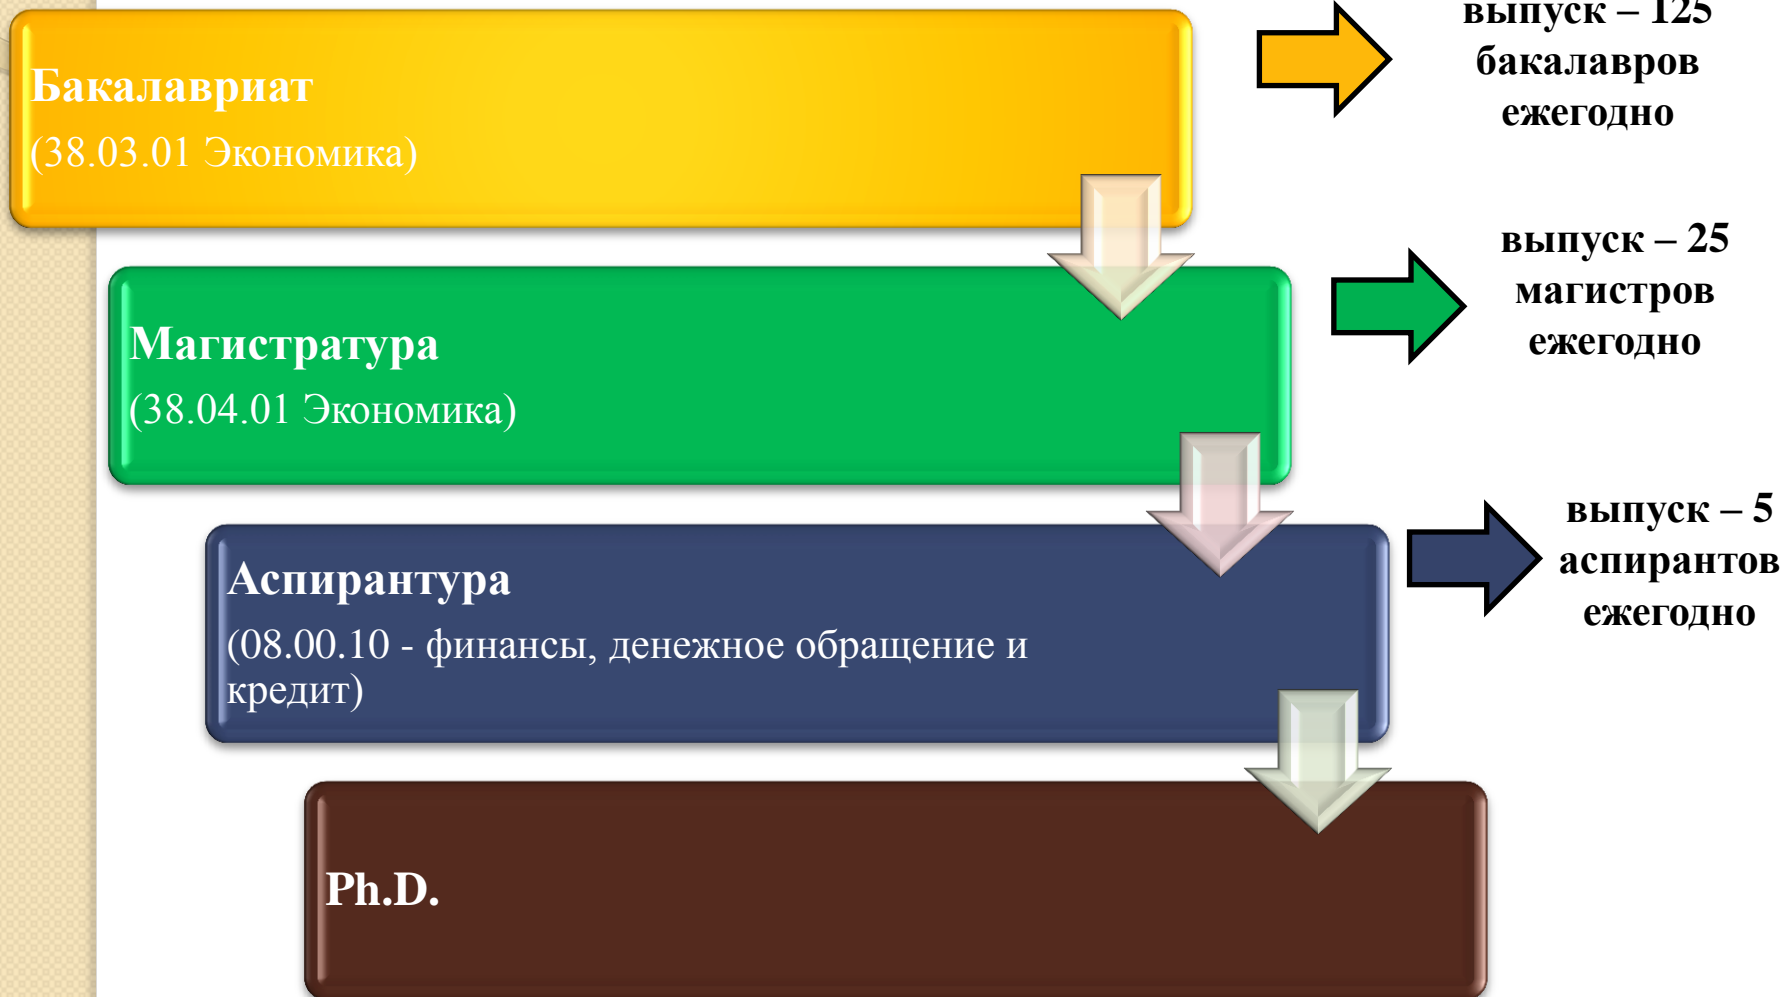 Бакалавриат
(38.03.01 Экономика)
выпуск – 125
бакалавров
ежегодно
Магистратура
(38.04.01 Экономика)
выпуск – 25
магистров
ежегодно
Аспирантура
(08.00.10 - финансы, денежное обращение и
кредит)
выпуск – 5
аспирантов
ежегодно
Ph.D.